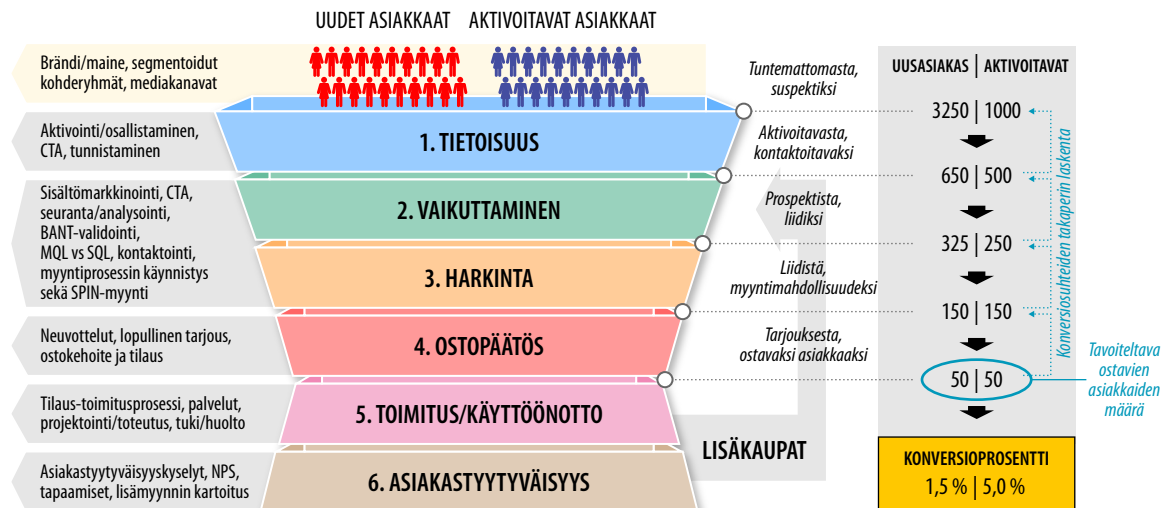 UUDET ASIAKKAAT
AKTIVOITAVAT ASIAKKAAT
Brändi/maine, segmentoidut
kohderyhmät, mediakanavat
Aktivointi/osallistaminen,
CTA, tunnistaminen
Sisältömarkkinointi, CTA,
seuranta/analysointi,
BANT-validointi,
MQL vs SQL, kontaktointi,
myyntiprosessin käynnistys
sekä SPIN-myynti
Neuvottelut, lopullinen tarjous,
ostokehoite ja tilaus
Tilaus-toimitusprosessi, palvelut,
projektointi/toteutus, tuki/huolto
Asiakastyytyväisyyskyselyt, NPS,
tapaamiset, lisämyynnin kartoitus
1. TIETOISUUS
2. VAIKUTTAMINEN
3. HARKINTA
4. OSTOPÄÄTÖS
5. TOIMITUS/KÄYTTÖÖNOTTO
6. ASIAKASTYYTYVÄISYYS
Tuntemattomasta,
suspektiksi
Aktivoitavasta,
kontaktoitavaksi
Prospektista,
liidiksi
Liidistä,
myyntimahdollisuudeksi
Tarjouksesta,
ostavaksi asiakkaaksi
LISÄKAUPAT
UUSASIAKAS | AKTIVOITAVAT
3250 | 1000
650 | 500
325 | 250
150 | 150
50 | 50
Konversiosuhteiden takaperin laskenta
Tavoiteltava
ostavien
asiakkaiden
määrä
KONVERSIOPROSENTTI
1,5 % | 5,0 %